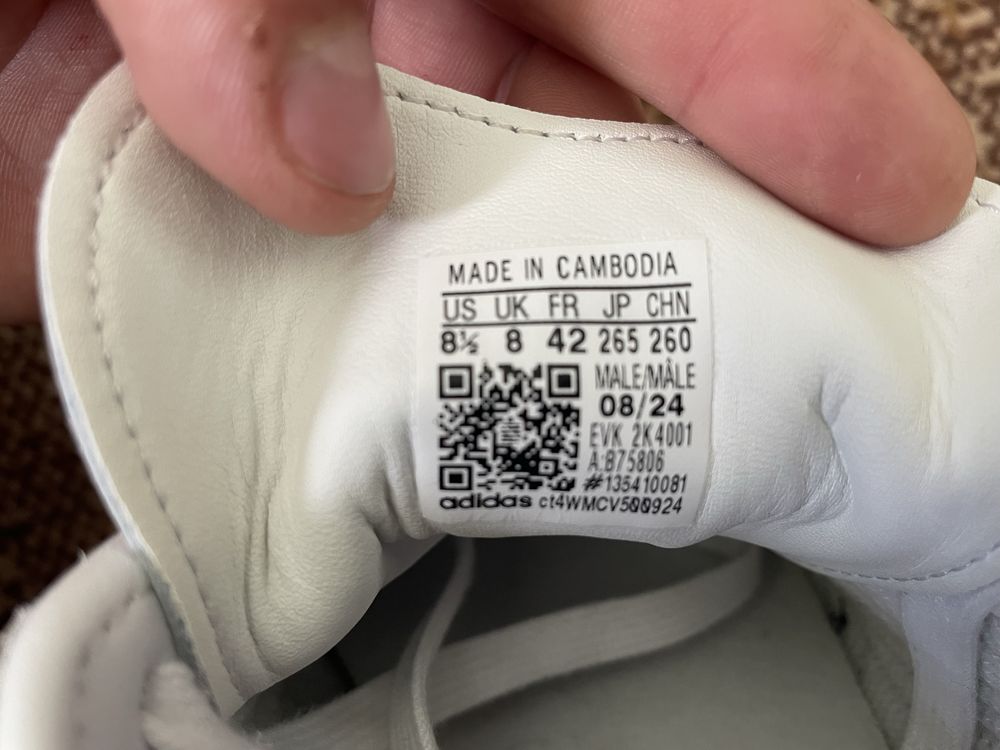 MADE IN CAMBODIA
US UK FR JP CHN
8½ 8 42 265 260
MALE/MÂLE
08/24
EVK 2K4001
A:B75806
#135410081
adidas ct4WMCV500924